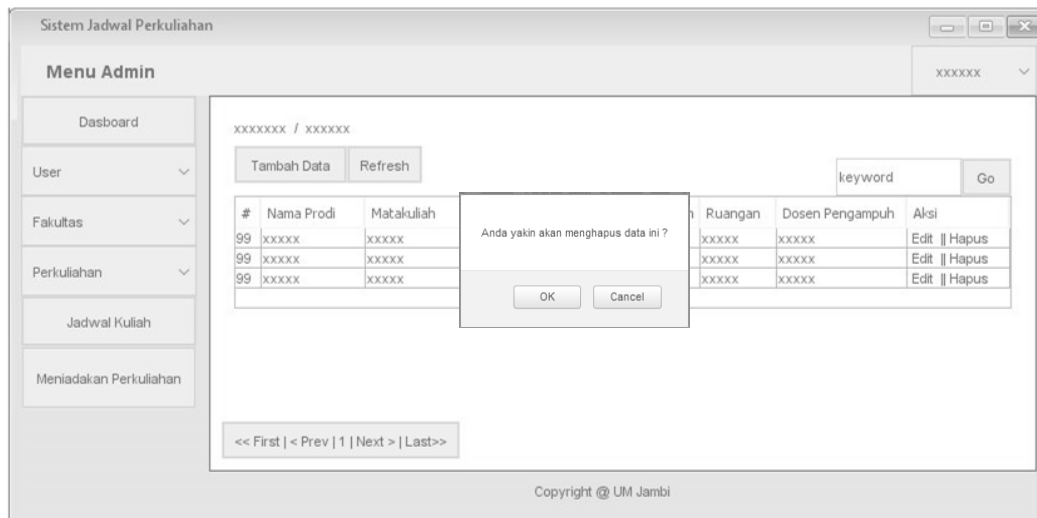 Sistem Jadwal Perkuliahan
Menu Admin
xxxxxx
Dasboard
User
Fakultas
Perkuliahan
Jadwal Kuliah
Meniadakan Perkuliahan
xxxxxxx / xxxxxx
Tambah Data Refresh
keyword Go
# Nama Prodi Matakuliah Ruangan Dosen Pengampuh Aksi
99 xxxxx xxxxx xxxxx xxxxx Edit || Hapus
99 xxxxx xxxxx xxxxx xxxxx Edit || Hapus
99 xxxxx xxxxx xxxxx xxxxx Edit || Hapus
Anda yakin akan menghapus data ini ?
OK Cancel
<< First | < Prev | 1 | Next > | Last>>
Copyright @ UM Jambi